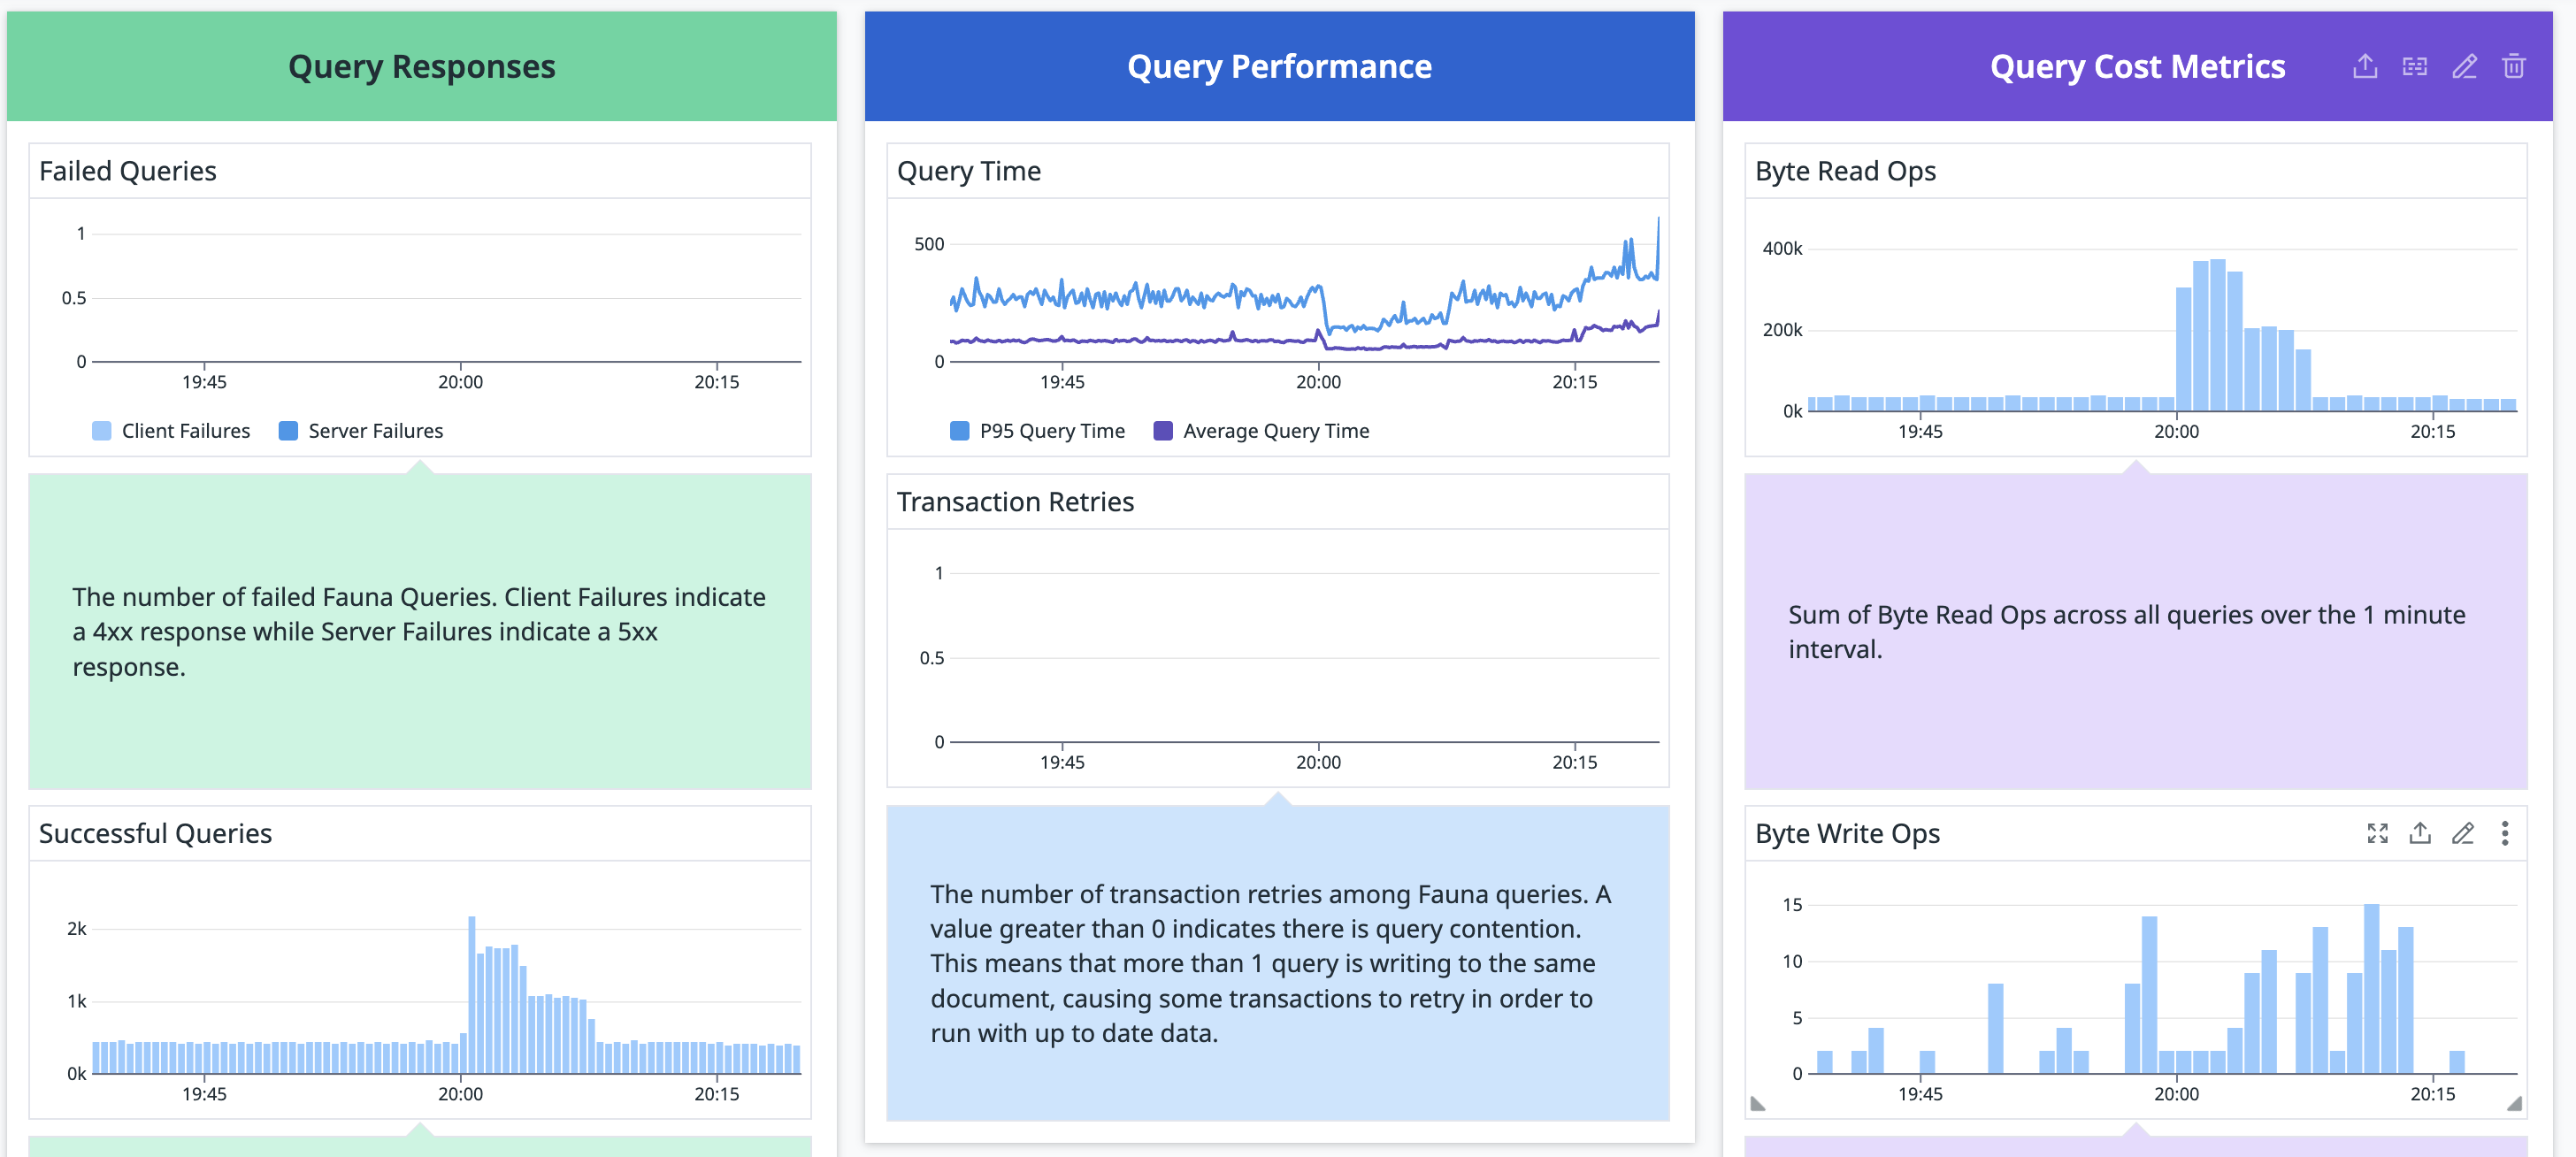 Query Responses
Failed Queries
1
0.5
0
19:45 20:00 20:15
Client Failures Server Failures
The number of failed Fauna Queries. Client Failures indicate
a 4xx response while Server Failures indicate a 5xx
response.
Successful Queries
2k
1k
0k
19:45 20:00 20:15
Query Performance
Query Time
500
0
19:45 20:00 20:15
P95 Query Time Average Query Time
Transaction Retries
1
0.5
0
19:45 20:00 20:15
The number of transaction retries among Fauna queries. A
value greater than 0 indicates there is query contention.
This means that more than 1 query is writing to the same
document, causing some transactions to retry in order to
run with up to date data.
Query Cost Metrics
Byte Read Ops
400k
200k
0k
19:45 20:00 20:15
Sum of Byte Read Ops across all queries over the 1 minute
interval.
Byte Write Ops
15
10
5
0
19:45 20:00 20:15